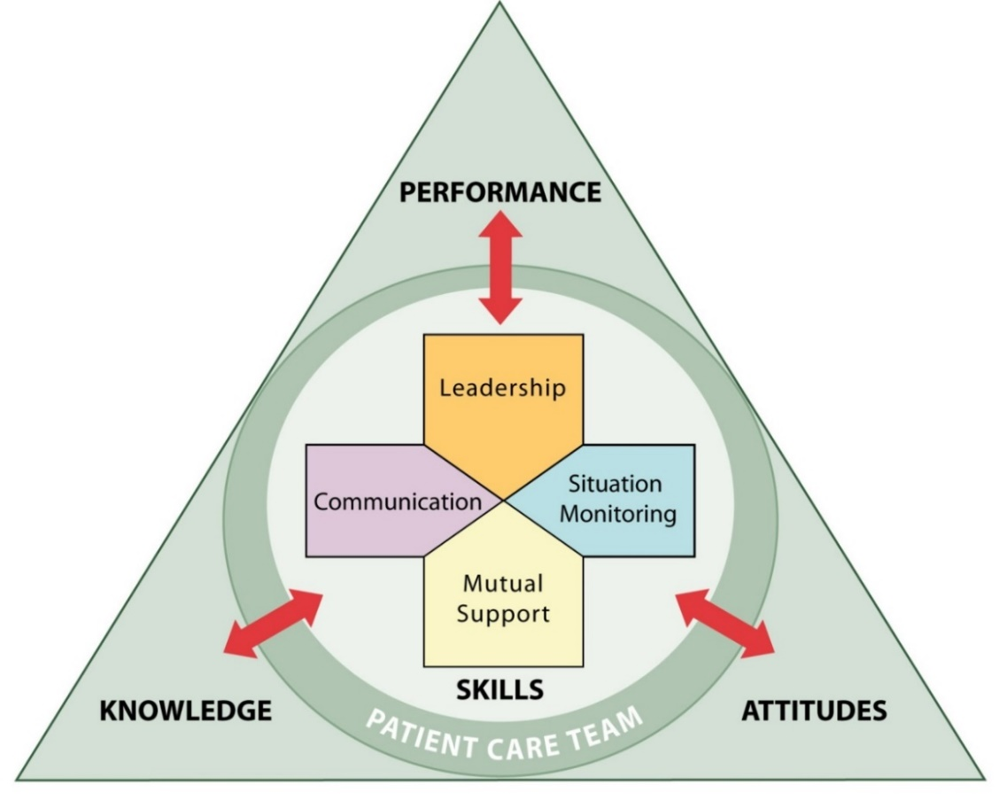 PERFORMANCE
Leadership
Communication
Situation
Monitoring
Mutual
Support
SKILLS
KNOWLEDGE
ATTITUDES
PATIENT CARE TEAM